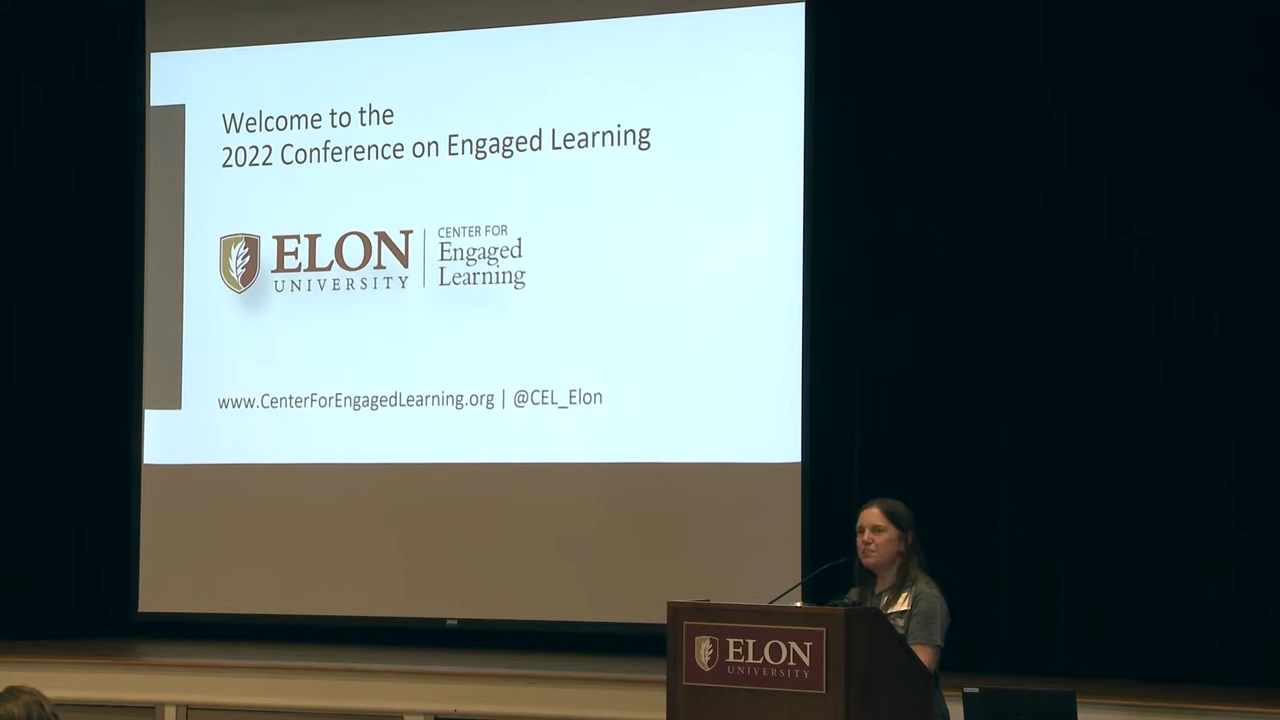 Welcome to the
2022 Conference on Engaged Learning
ELON
UNIVERSITY
CENTER FOR
Engaged
Learning
www.CenterForEngagedLearning.org | @CEL_Elon
ELON
UNIVERSITY